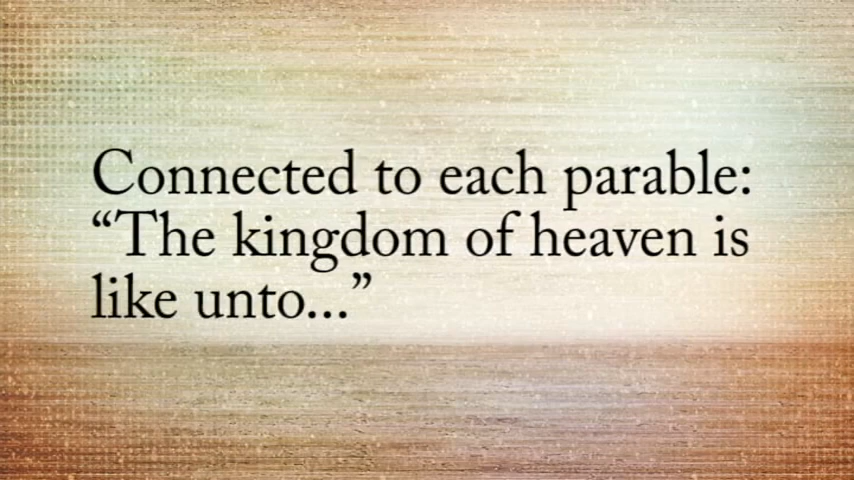 Connected to each parable:
“The kingdom of heaven is
like unto...”